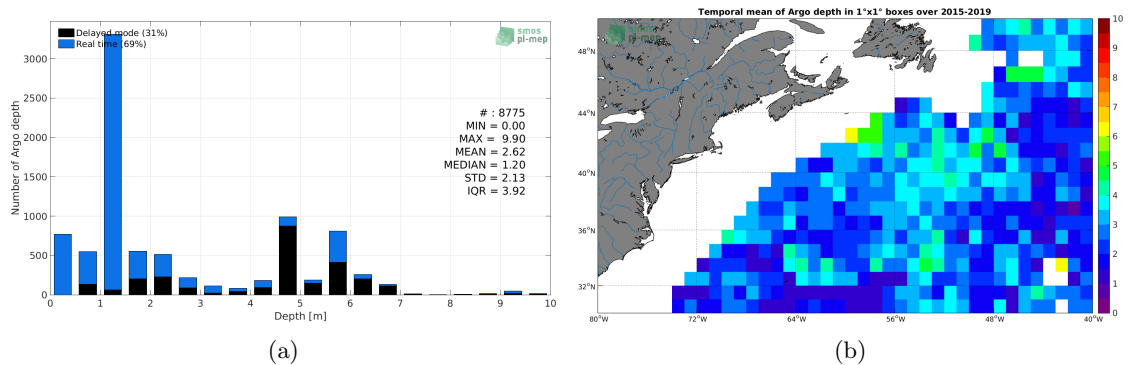 Delayed mode (31%)
Real time (69%)
smos
pi-mep
# : 8775
MIN = 0.00
MAX = 9.90
MEAN = 2.62
MEDIAN = 1.20
STD = 2.13
IQR = 3.92
Number of Argo depth
3000
2500
2000
1500
1000
500
0
0 1 2 3 4 5 6 7 8 9 10
Depth [m]
(a)
Temporal mean of Argo depth in 1°x1° boxes over 2015-2019
smos
pi-mep
48°N
44°N
40°N
36°N
32°N
80°W 72°W 64°W 56°W 48°W 40°W
10
9
8
7
6
5
4
3
2
1
0
(b)